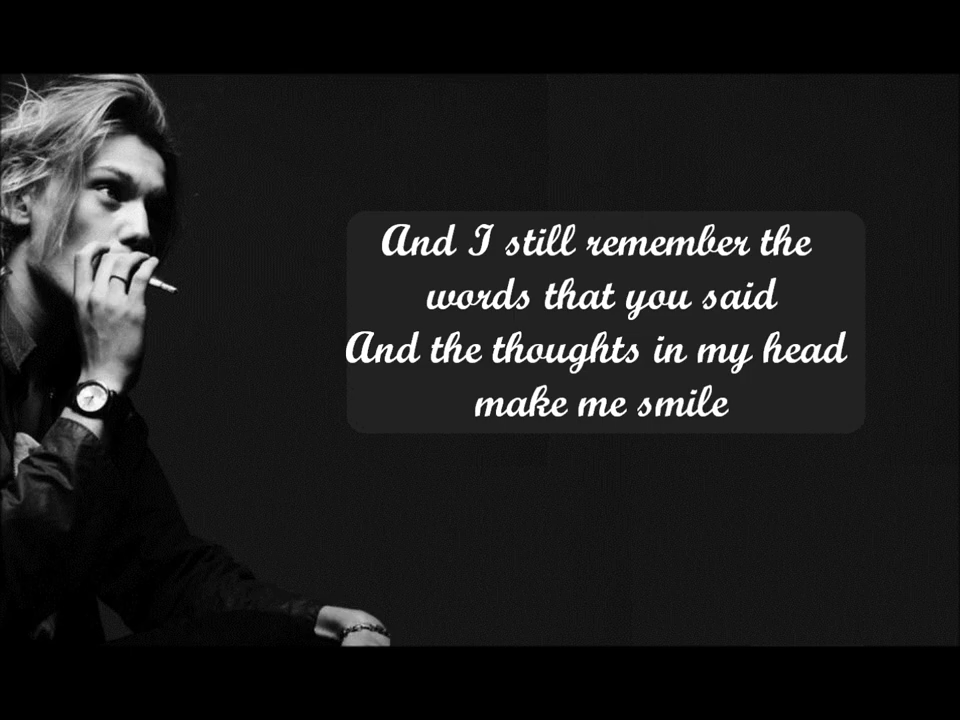 And I still remember the
words that you said
And the thoughts in my head
make me smile